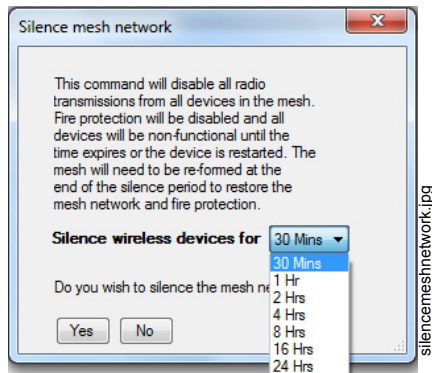 Silence mesh network
This command will disable all radio
transmissions from all devices in the mesh.
Fire protection will be disabled and all
devices will be non-functional until the
time expires or the device is restarted. The
mesh will need to be re-formed at the
end of the silence period to restore the
mesh network and fire protection.
Silence wireless devices for 30 Mins
30 Mins
1 Hr
2 Hrs
4 Hrs
8 Hrs
16 Hrs
24 Hrs
Do you wish to silence the mesh ne
Yes No
silencemeshnetwork.jpg